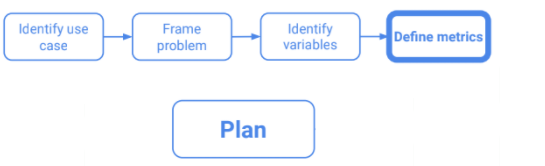 Identify use
case
Frame
problem
Identify
variables
Define metrics
Plan